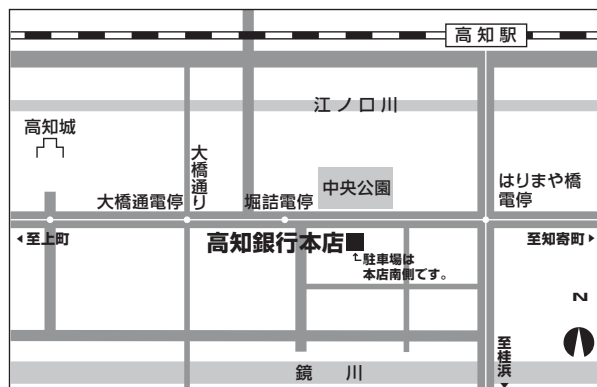 高知駅
江ノ口川
高知城
大橋通り
中央公園
はりまや橋
電停
大橋通電停
堀詰電停
◂至上町
高知銀行本店■
至知寄町▸
駐車場は
本店南側です。
N
至桂浜
鏡川